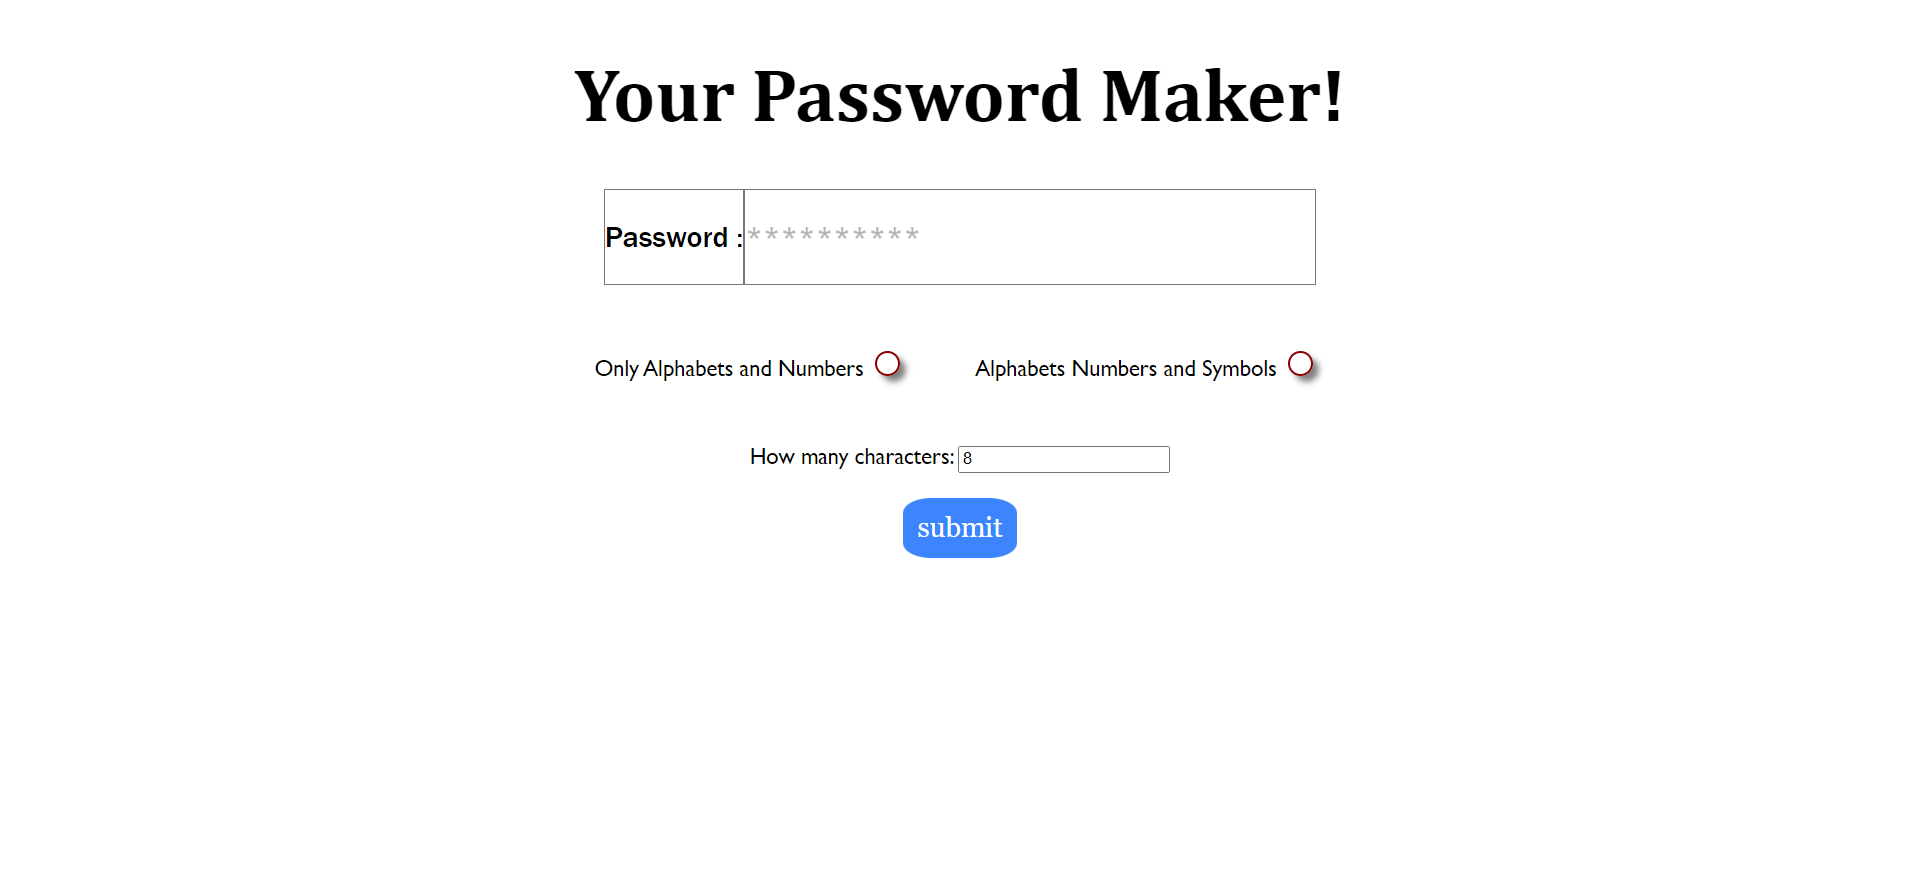 Your Password Maker!
Password : **********
Only Alphabets and Numbers Alphabets Numbers and Symbols
How many characters: 8
submit